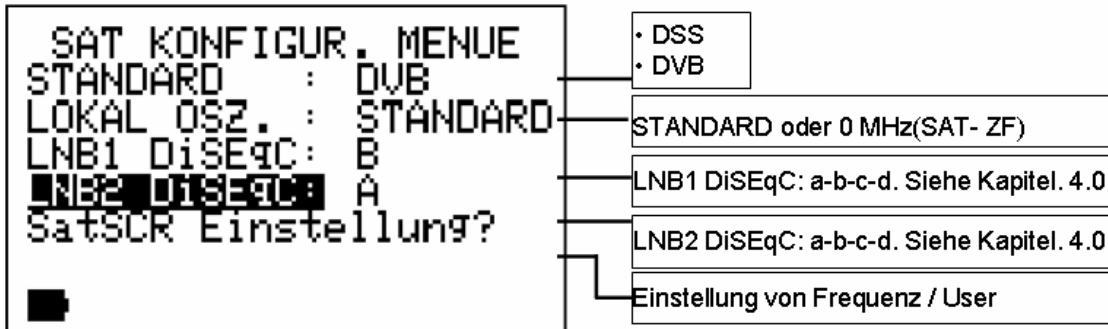 SAT KONFIGUR. MENUE
STANDARD : DVB
LOKAL OSZ. : STANDARD
LNB1 DiSEqC: B
LNB2 DiSEqC: A
SatSCR Einstellung?
· DSS
· DVB
STANDARD oder 0 MHz(SAT- ZF)
LNB1 DiSEqC: a-b-c-d. Siehe Kapitel. 4.0
LNB2 DiSEqC: a-b-c-d. Siehe Kapitel. 4.0
Einstellung von Frequenz / User